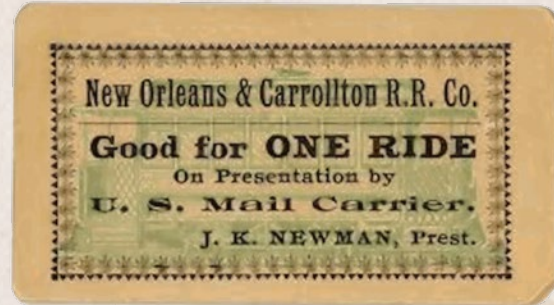 New Orleans & Carrollton R.R. Co.
Good for ONE RIDE
On Presentation by
U. S. Mail Carrier.
J. K. NEWMAN, Prest.